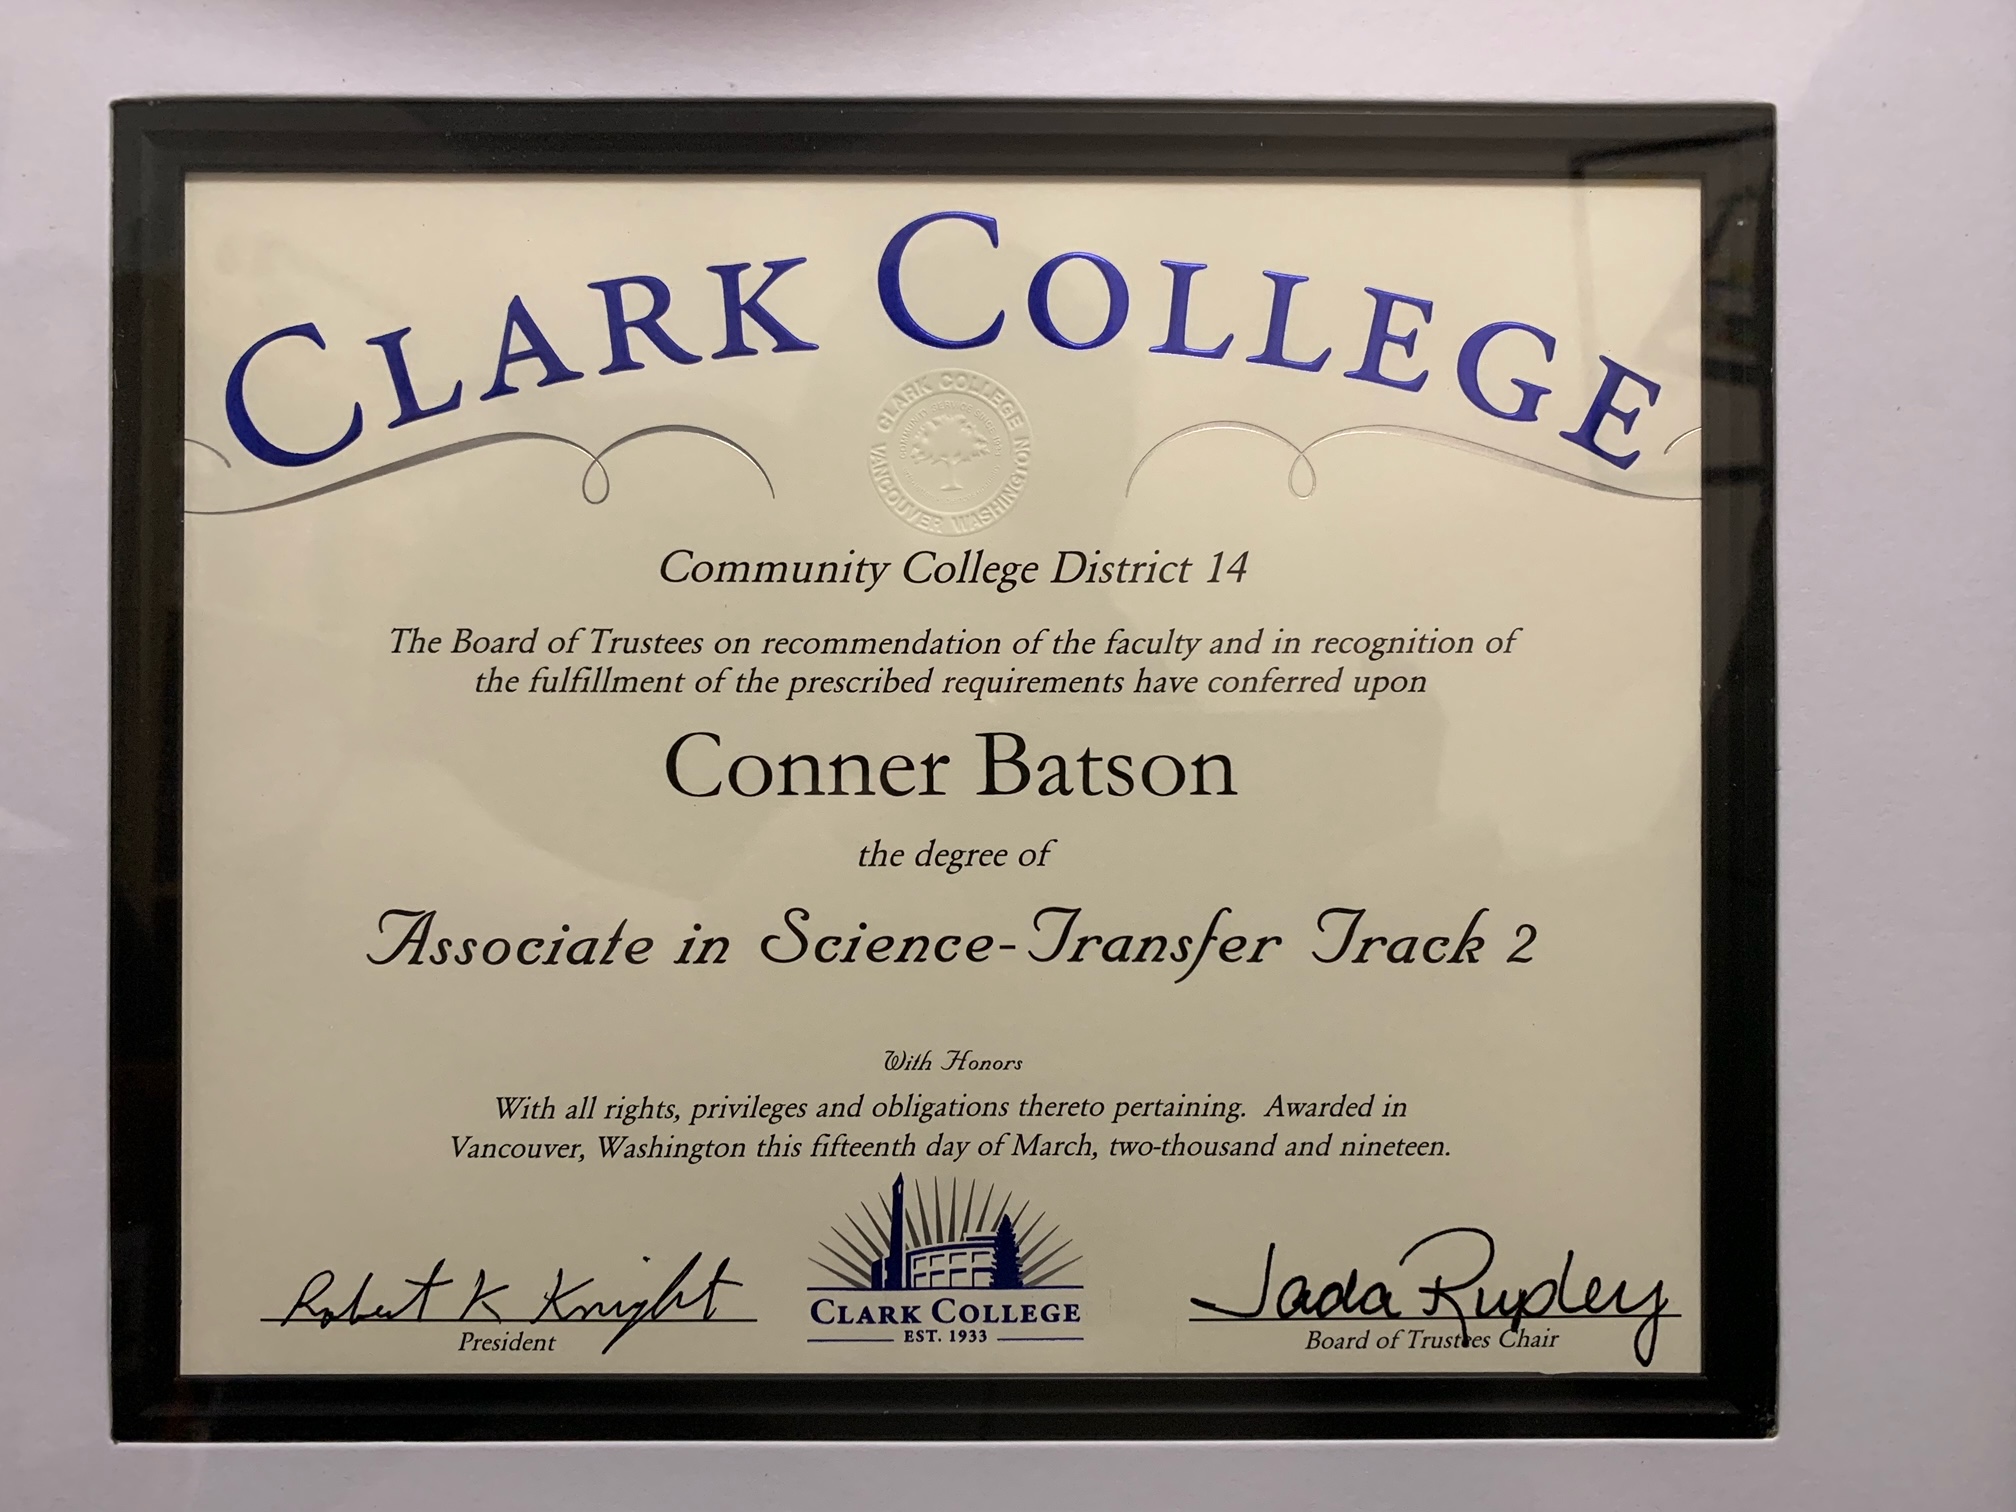 CLARK COLLEGE
CLARK COLLEGE
VANCOUVER WASHINGTON
Community College District 14
The Board of Trustees on recommendation of the faculty and in recognition of
the fulfillment of the prescribed requirements have conferred upon
Conner Batson
the degree of
Associate in Science-Transfer Track 2
With Honors
With all rights, privileges and obligations thereto pertaining. Awarded in
Vancouver, Washington this fifteenth day of March, two-thousand and nineteen.
Robert K Knight
President
CLARK COLLEGE
EST. 1933
Jada Rupley
Board of Trustees Chair